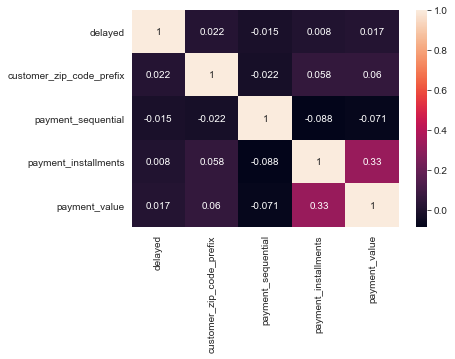 delayed 1 0.022 -0.015 0.008 0.017
customer_zip_code_prefix 0.022 1 -0.022 0.058 0.06
payment_sequential -0.015 -0.022 1 -0.088 -0.071
payment_installments 0.008 0.058 -0.088 1 0.33
payment_value 0.017 0.06 -0.071 0.33 1
delayed
customer_zip_code_prefix
payment_sequential
payment_installments
payment_value
1.0
0.8
0.6
0.4
0.2
0.0